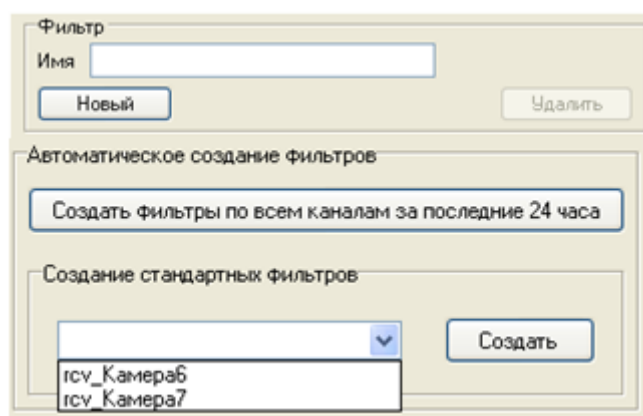 Фильтр
Имя
Новый Удалить
Автоматическое создание фильтров
Создать фильтры по всем каналам за последние 24 часа
Создание стандартных фильтров
Создать
rcv_Камера6
rcv_Камера7